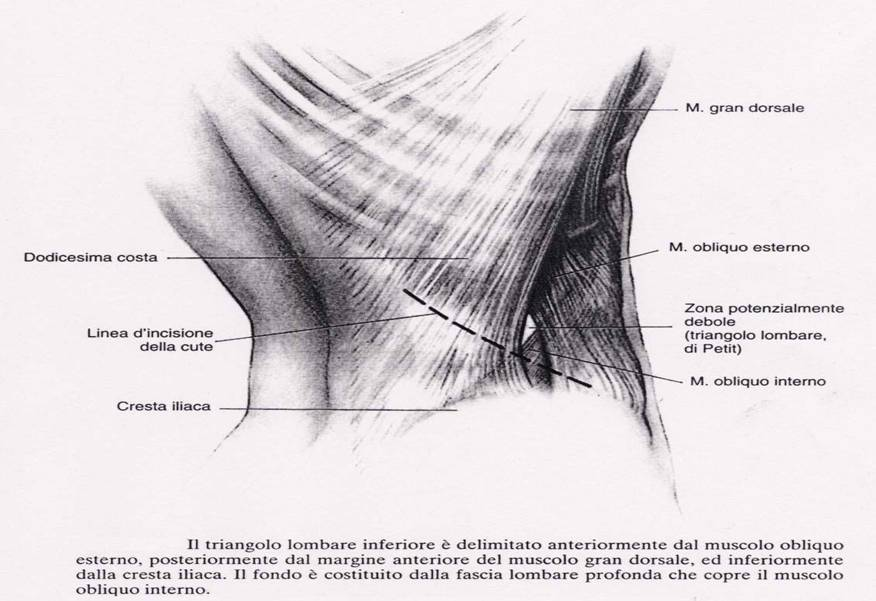 M. gran dorsale
M. obliquo esterno
Dodicesima costa
Zona potenzialmente
debole
(triangolo lombare,
di Petit)
Linea d'incisione
della cute
M. obliquo interno
Cresta iliaca
Il triangolo lombare inferiore è delimitato anteriormente dal muscolo obliquo
esterno, posteriormente dal margine anteriore del muscolo gran dorsale, ed inferiormente
dalla cresta iliaca. Il fondo è costituito dalla fascia lombare profonda che copre il muscolo
obliquo interno.